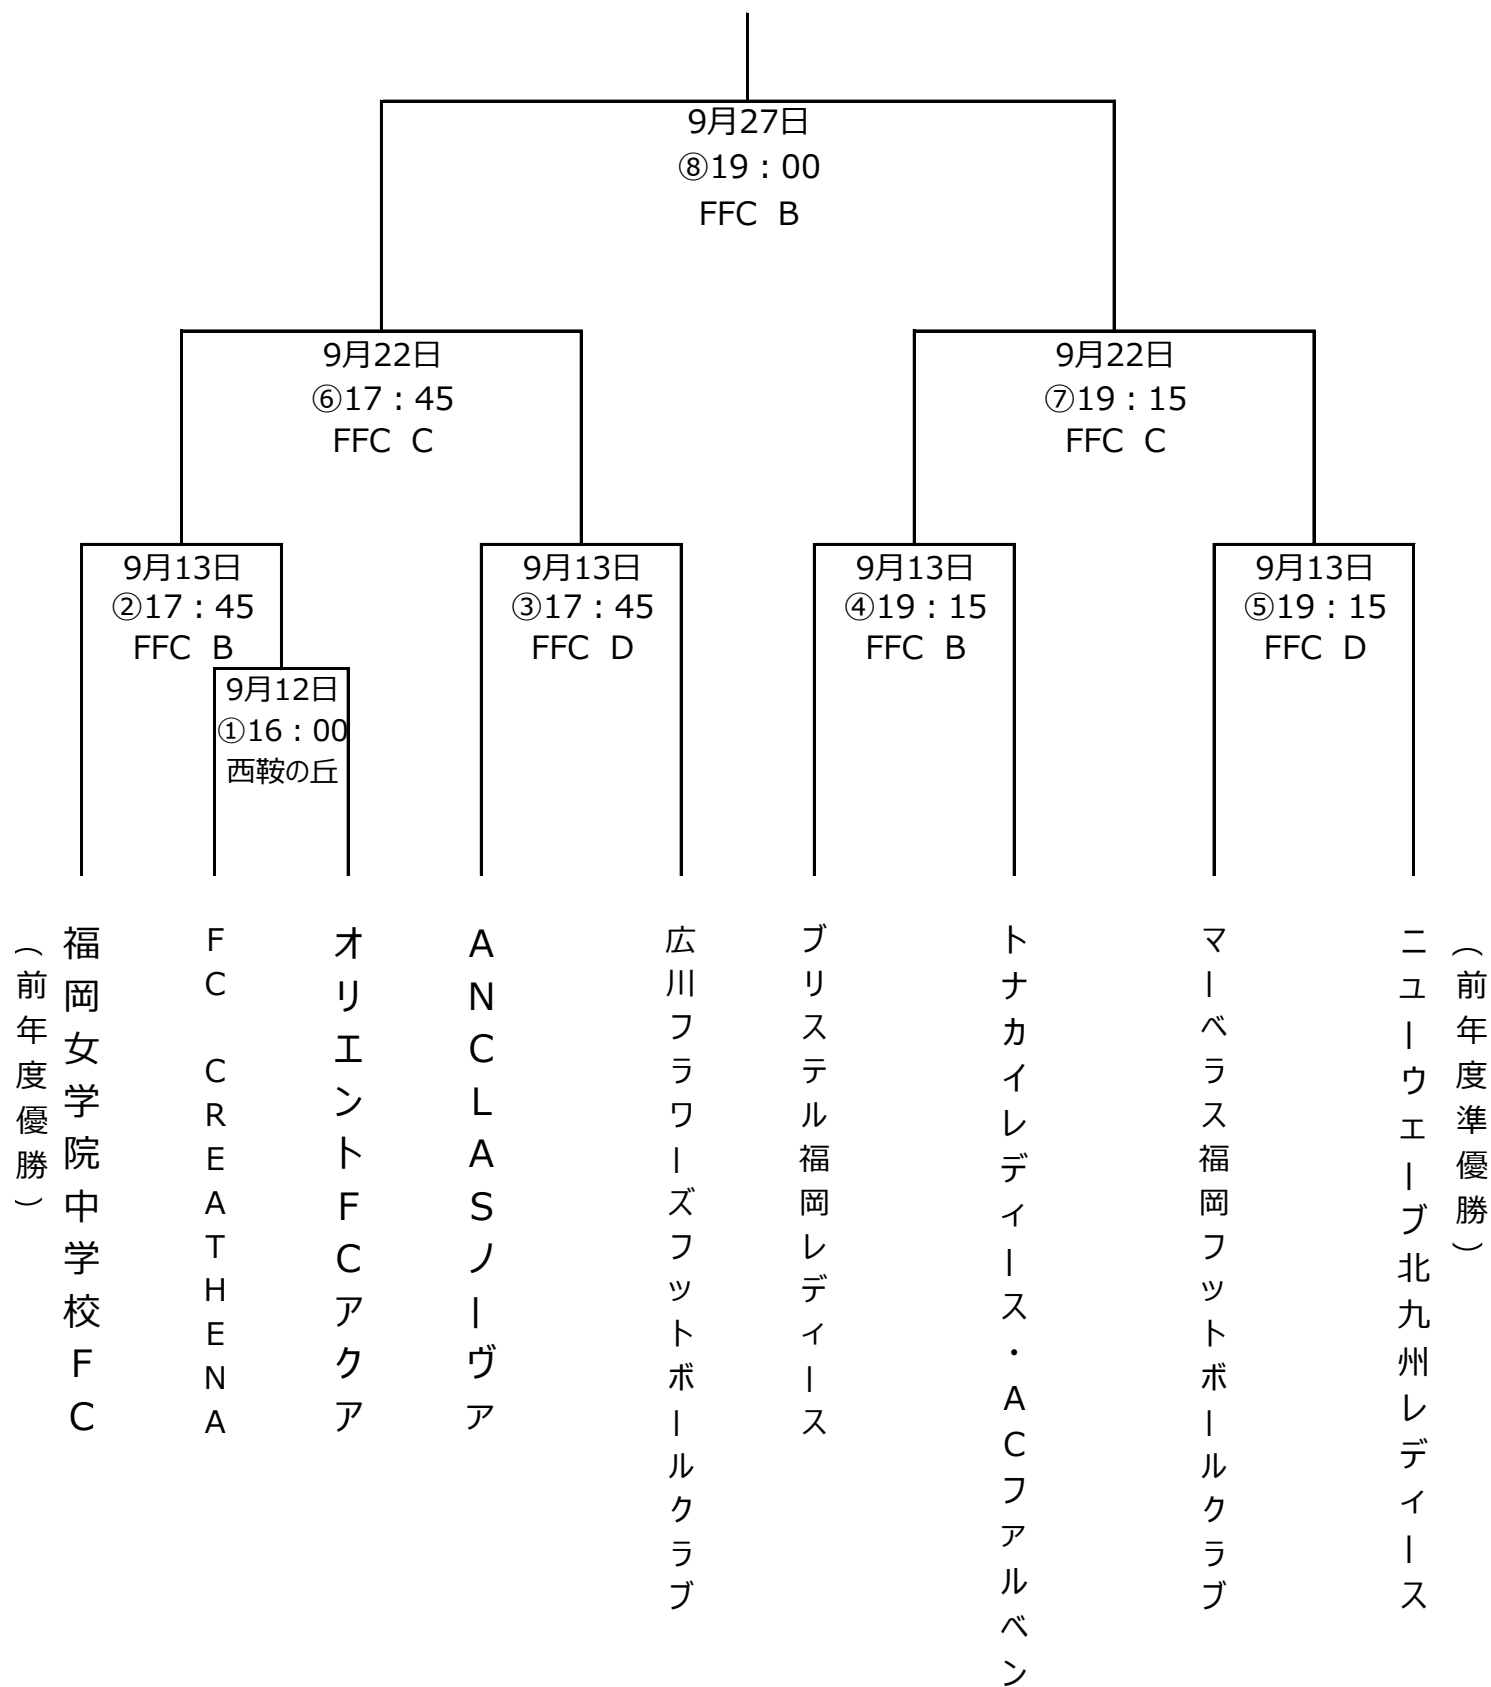 9月27日
⑧19：00
FFC B
9月22日
⑥17：45
FFC C
9月22日
⑦19：15
FFC C
9月13日
②17：45
FFC B
9月13日
③17：45
FFC D
9月13日
④19：15
FFC B
9月13日
⑤19：15
FFC D
9月12日
①16：00
西鞍の丘
（前年度優勝）
福岡女学院中学校FC
FC CREATHENA
オリエントFCアクア
ANCLASノーヴァ
広川フラワーズフットボールクラブ
ブリステル福岡レディース
トナカイレディース・ACファルベン
マーベラス福岡フットボールクラブ
ニューウェーブ北九州レディース
（前年度準優勝）